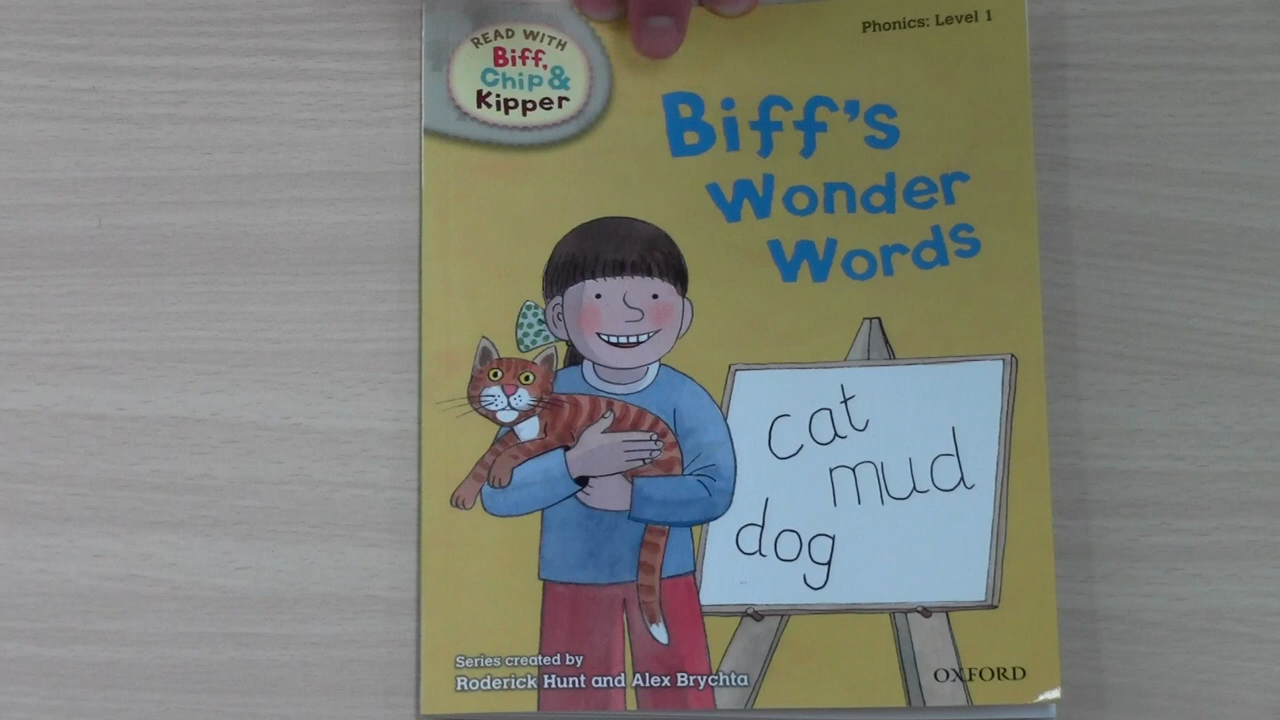 READ WITH
Biff,
Chip &
Kipper
Phonics: Level 1
Biff's
Wonder
Words
cat
mud
dog
Series created by
Roderick Hunt and Alex Brychta
OXFORD